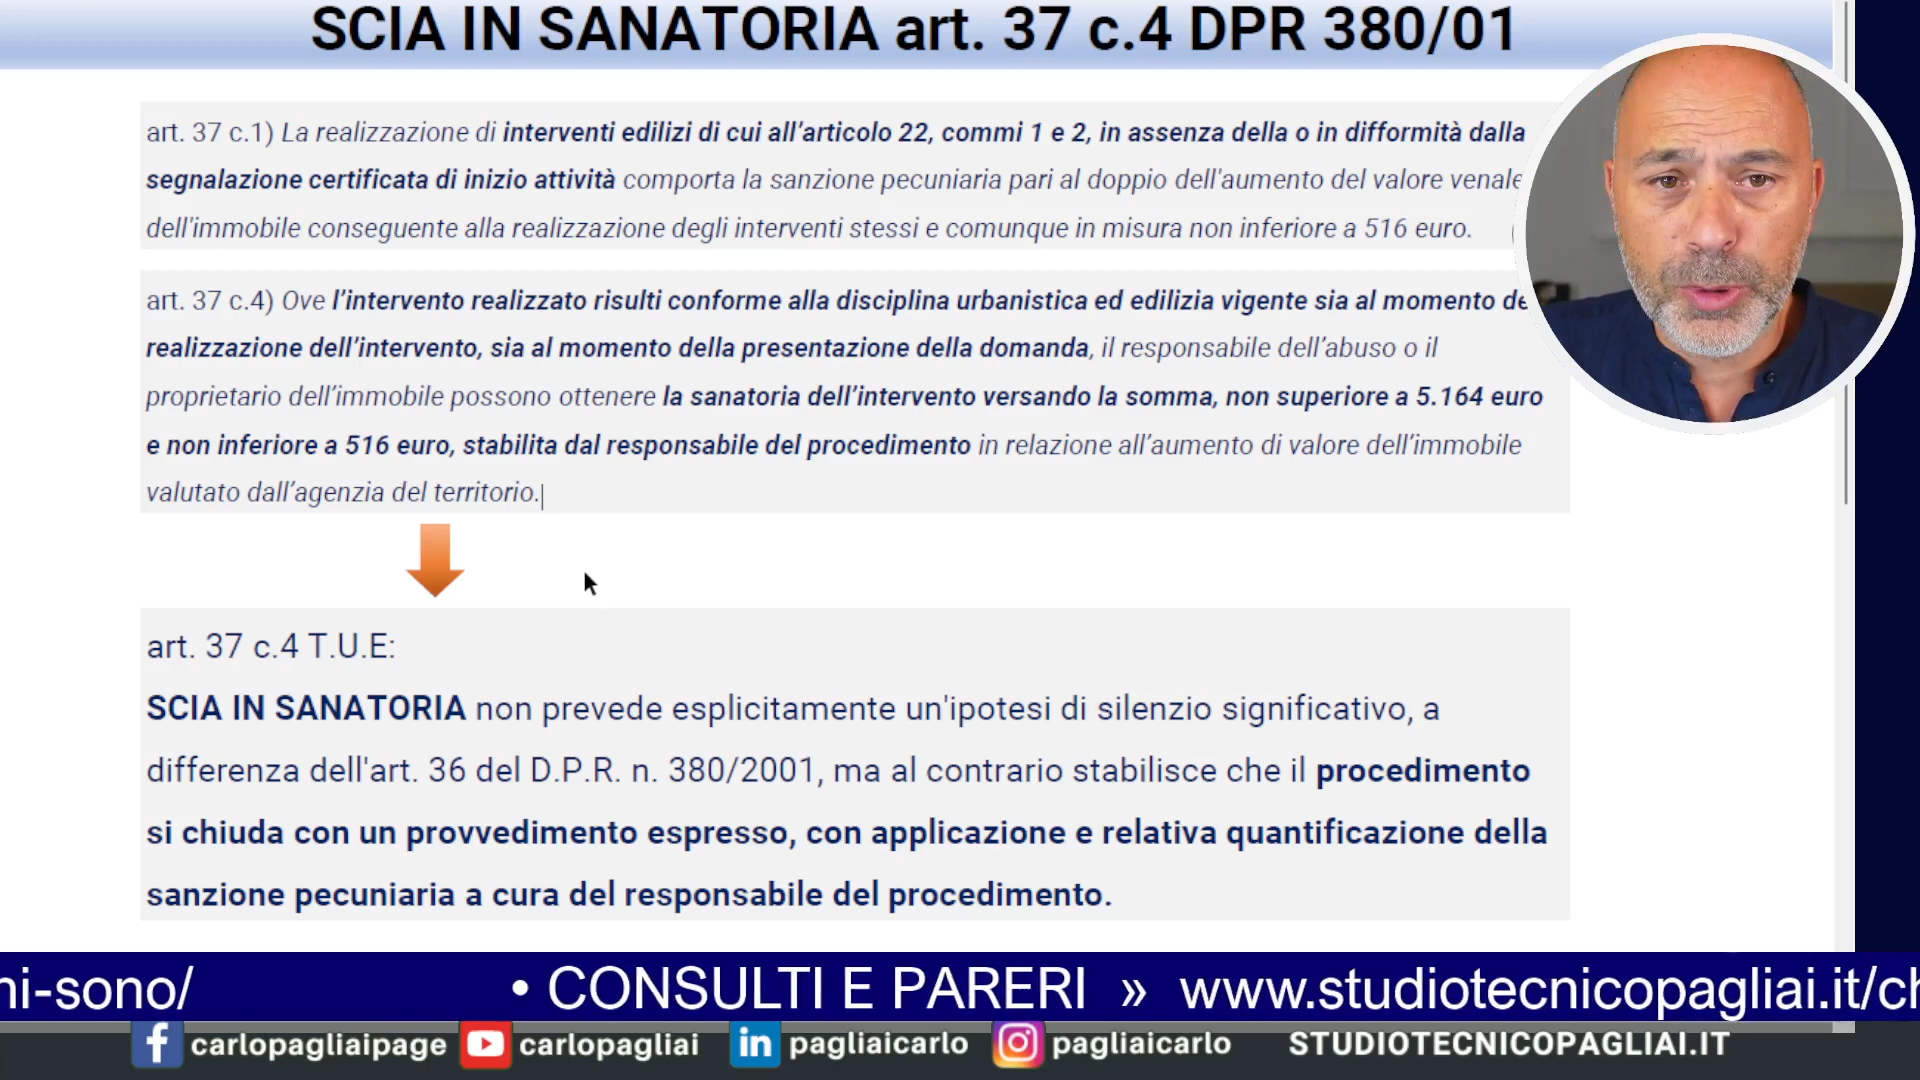 SCIA IN SANATORIA art. 37 c.4 DPR 380/01
art. 37 c.1) La realizzazione di interventi edilizi di cui all’articolo 22, commi 1 e 2, in assenza della o in difformità dalla
segnalazione certificata di inizio attività comporta la sanzione pecuniaria pari al doppio dell'aumento del valore venale
dell'immobile conseguente alla realizzazione degli interventi stessi e comunque in misura non inferiore a 516 euro.
art. 37 c.4) Ove l’intervento realizzato risulti conforme alla disciplina urbanistica ed edilizia vigente sia al momento de
realizzazione dell’intervento, sia al momento della presentazione della domanda, il responsabile dell’abuso o il
proprietario dell’immobile possono ottenere la sanatoria dell’intervento versando la somma, non superiore a 5.164 euro
e non inferiore a 516 euro, stabilita dal responsabile del procedimento in relazione all’aumento di valore dell’immobile
valutato dall’agenzia del territorio.
art. 37 c.4 T.U.E:
SCIA IN SANATORIA non prevede esplicitamente un'ipotesi di silenzio significativo, a
differenza dell'art. 36 del D.P.R. n. 380/2001, ma al contrario stabilisce che il procedimento
si chiuda con un provvedimento espresso, con applicazione e relativa quantificazione della
sanzione pecuniaria a cura del responsabile del procedimento.
ni-sono/ • CONSULTI E PARERI » www.studiotecnicopagliai.it/ch
carlopagliaipage carlopagliai pagliaicarlo pagliaicarlo STUDIOTECNICOPAGLIAI.IT